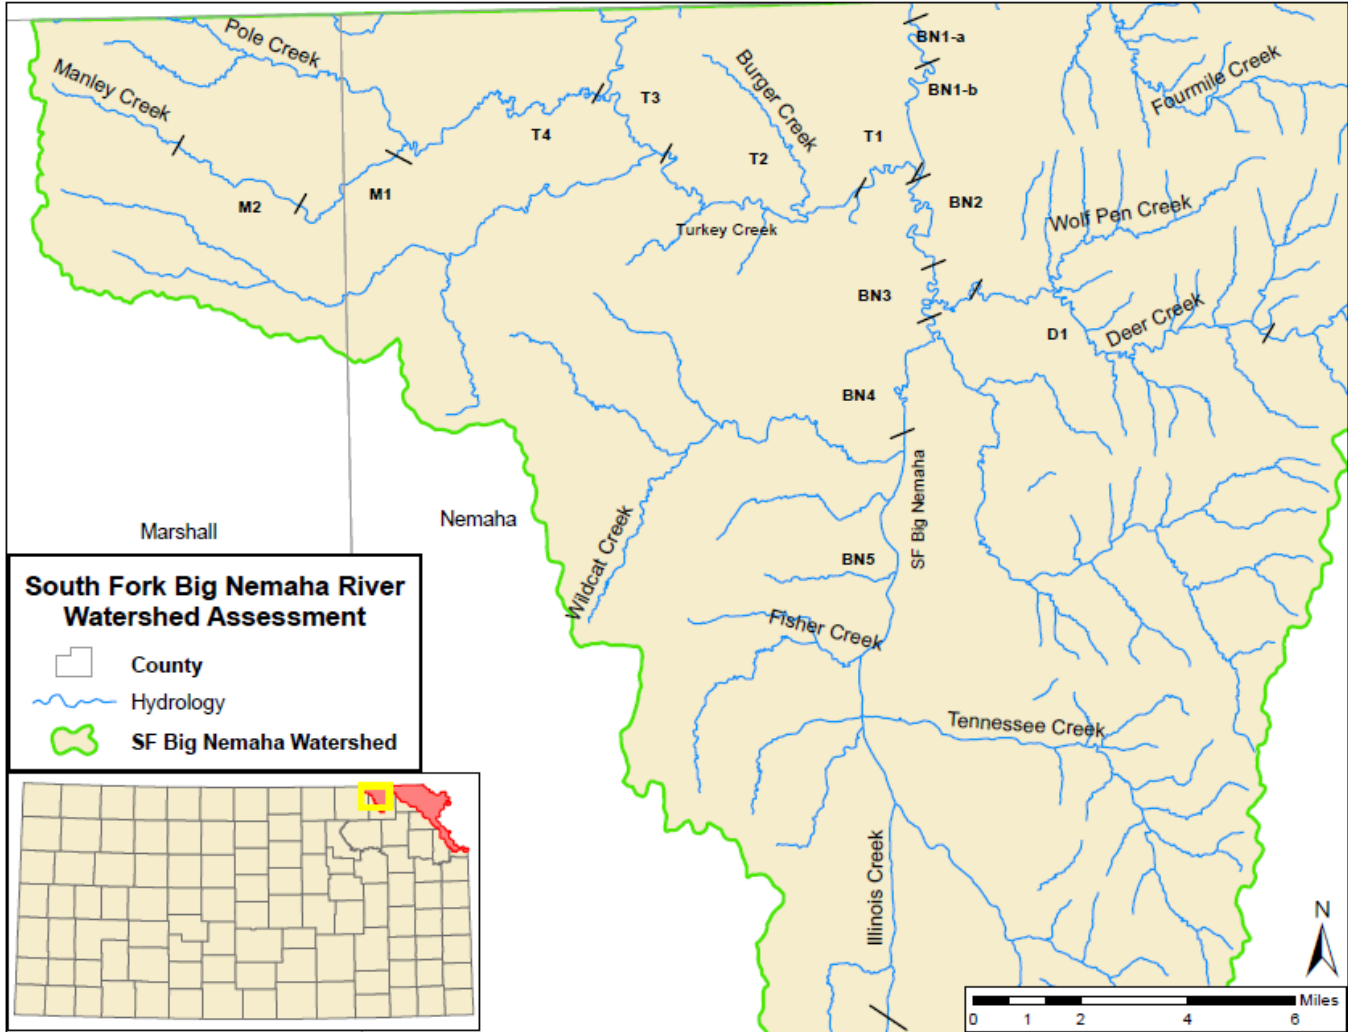 Pole Creek
Manley Creek
T3
T4
Burger Creek
T2
T1
BN1-a
BN1-b
Fourmile Creek
M2
M1
Turkey Creek
BN2
Wolf Pen Creek
BN3
Deer Creek
D1
BN4
SF Big Nemaha
Marshall
Nemaha
Wildcat Creek
BN5
Fisher Creek
Tennessee Creek
Illinois Creek
South Fork Big Nemaha River
Watershed Assessment
County
Hydrology
SF Big Nemaha Watershed
N
Miles
0 1 2 4 6